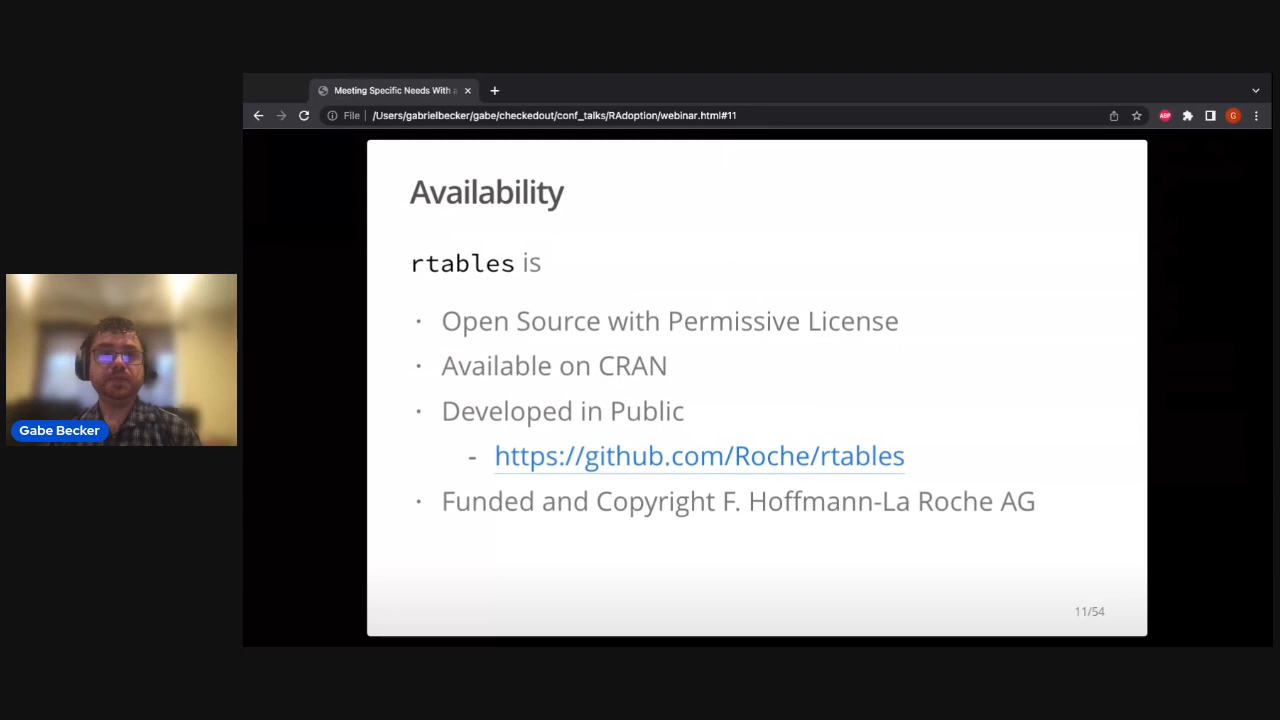 Meeting Specific Needs With a
File
/Users/gabrielbecker/gabe/checkedout/conf_talks/RAdoption/webinar.html#11
ABP
G
Availability
rtables is
· Open Source with Permissive License
· Available on CRAN
· Developed in Public
- https://github.com/Roche/rtables
· Funded and Copyright F. Hoffmann-La Roche AG
11/54
Gabe Becker